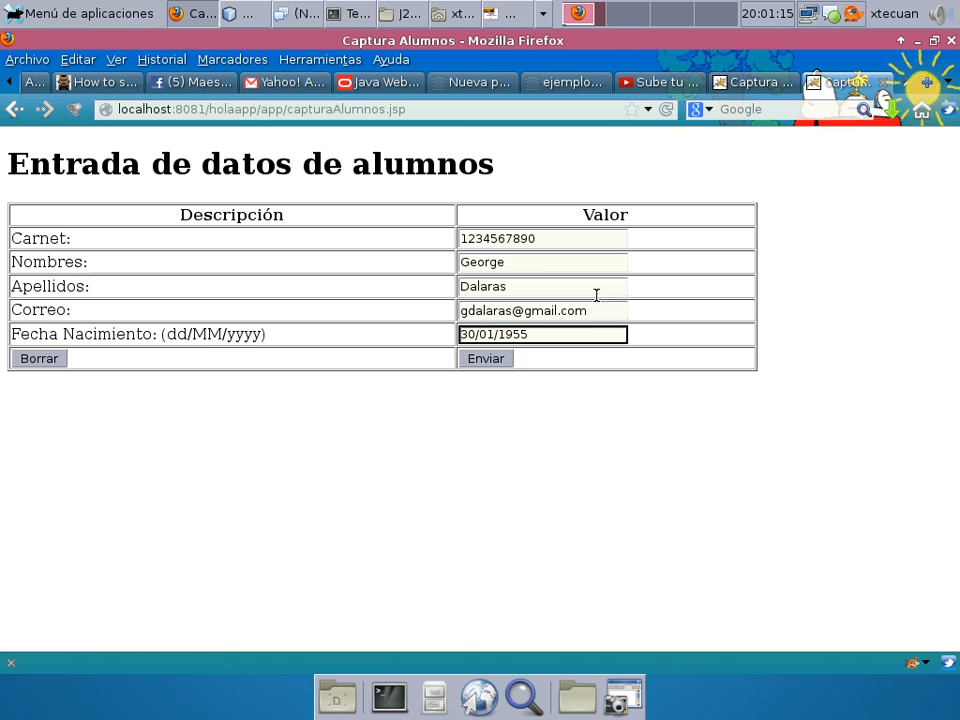 Menú de aplicaciones Ca... ... (N... Te... J2... xt... ... 20:01:15 xtecuan
Captura Alumnos - Mozilla Firefox
Archivo Editar Ver Historial Marcadores Herramientas Ayuda
A... How to s... (5) Maes... Yahoo! A... Java Web... Nueva p... ejemplo... Sube tu ... Captura ...
localhost:8081/holaapp/app/capturaAlumnos.jsp Google
Entrada de datos de alumnos
Descripción Valor
Carnet: 1234567890
Nombres: George
Apellidos: Dalaras
Correo: gdalaras@gmail.com
Fecha Nacimiento: (dd/MM/yyyy) 30/01/1955
Borrar Enviar